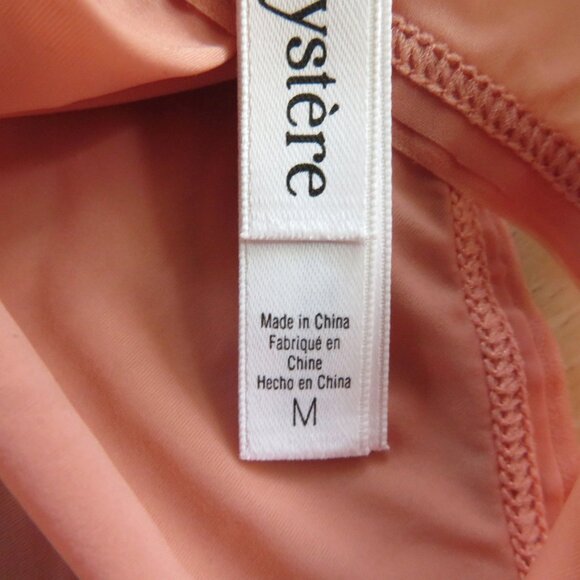 ystère
Made in China
Fabriqué en
Chine
Hecho en China
M